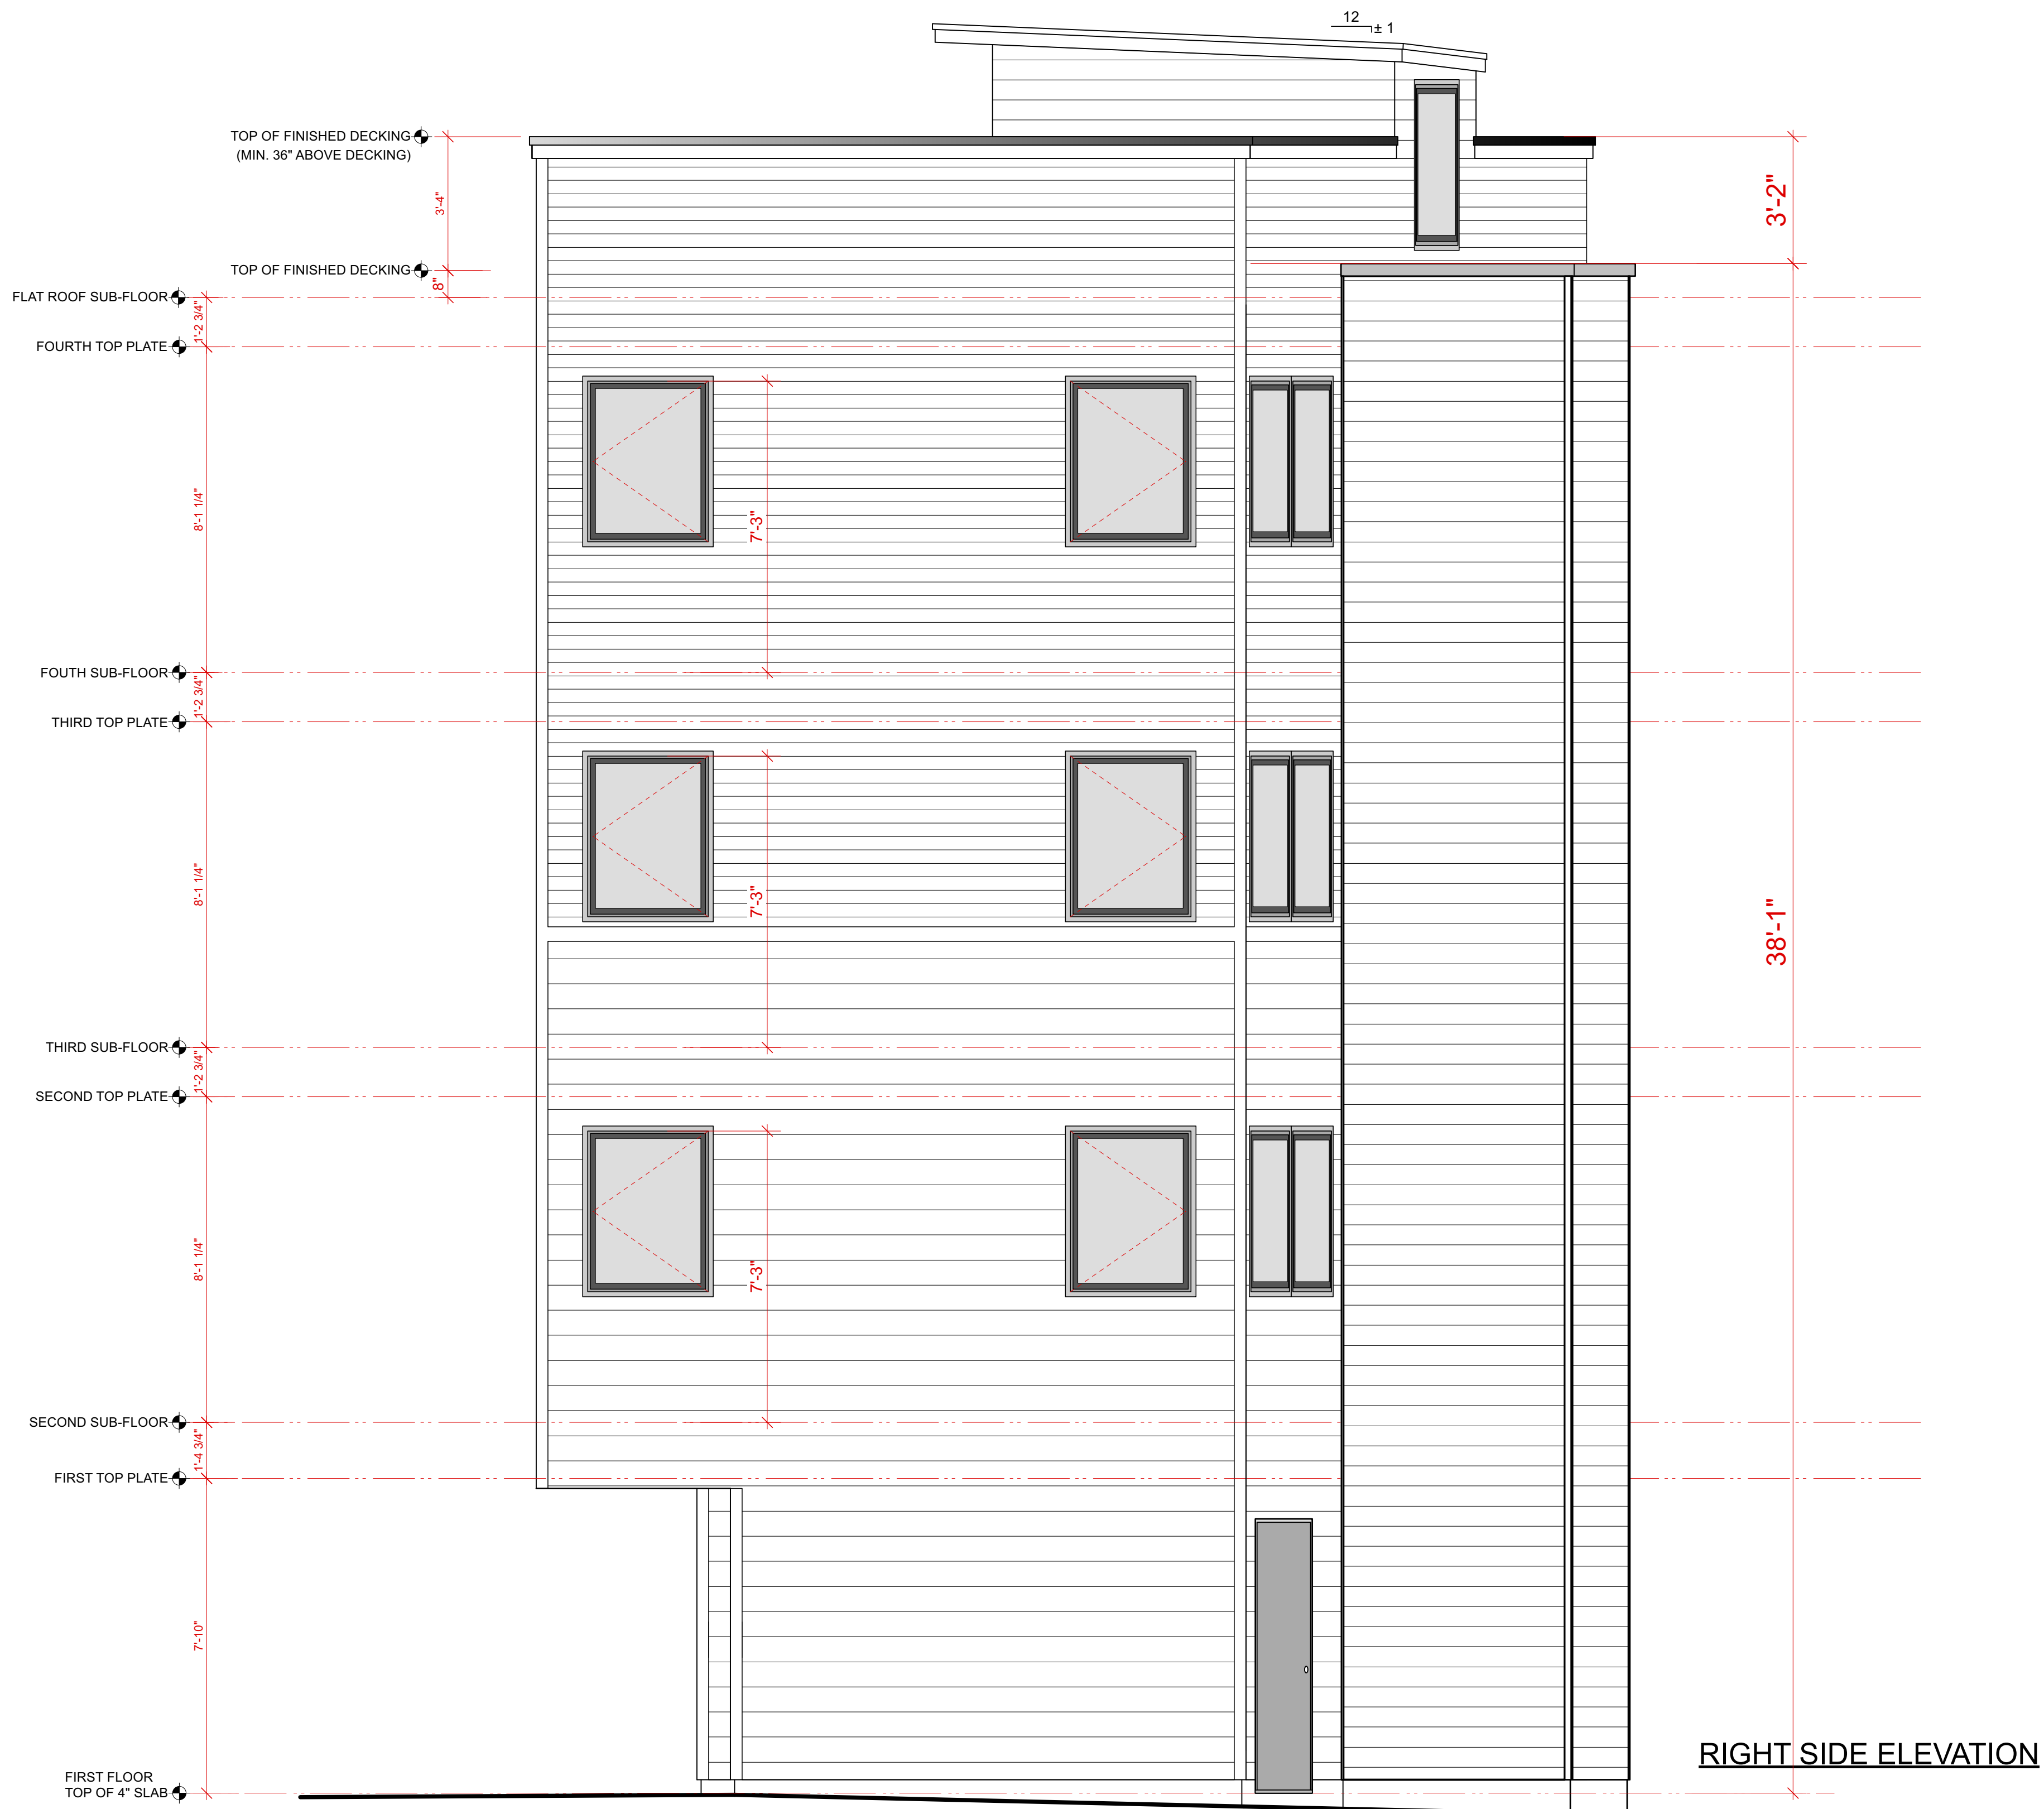 12
± 1
TOP OF FINISHED DECKING
(MIN. 36" ABOVE DECKING)
3'-4"
3'-2"
TOP OF FINISHED DECKING
8"
FLAT ROOF SUB-FLOOR
1'-2 3/4"
FOURTH TOP PLATE
8'-1 1/4"
7'-3"
FOUTH SUB-FLOOR
1'-2 3/4"
THIRD TOP PLATE
8'-1 1/4"
7'-3"
38'-1"
THIRD SUB-FLOOR
1'-2 3/4"
SECOND TOP PLATE
8'-1 1/4"
7'-3"
SECOND SUB-FLOOR
1'-4 3/4"
FIRST TOP PLATE
7'-10"
RIGHT SIDE ELEVATION
FIRST FLOOR
TOP OF 4" SLAB